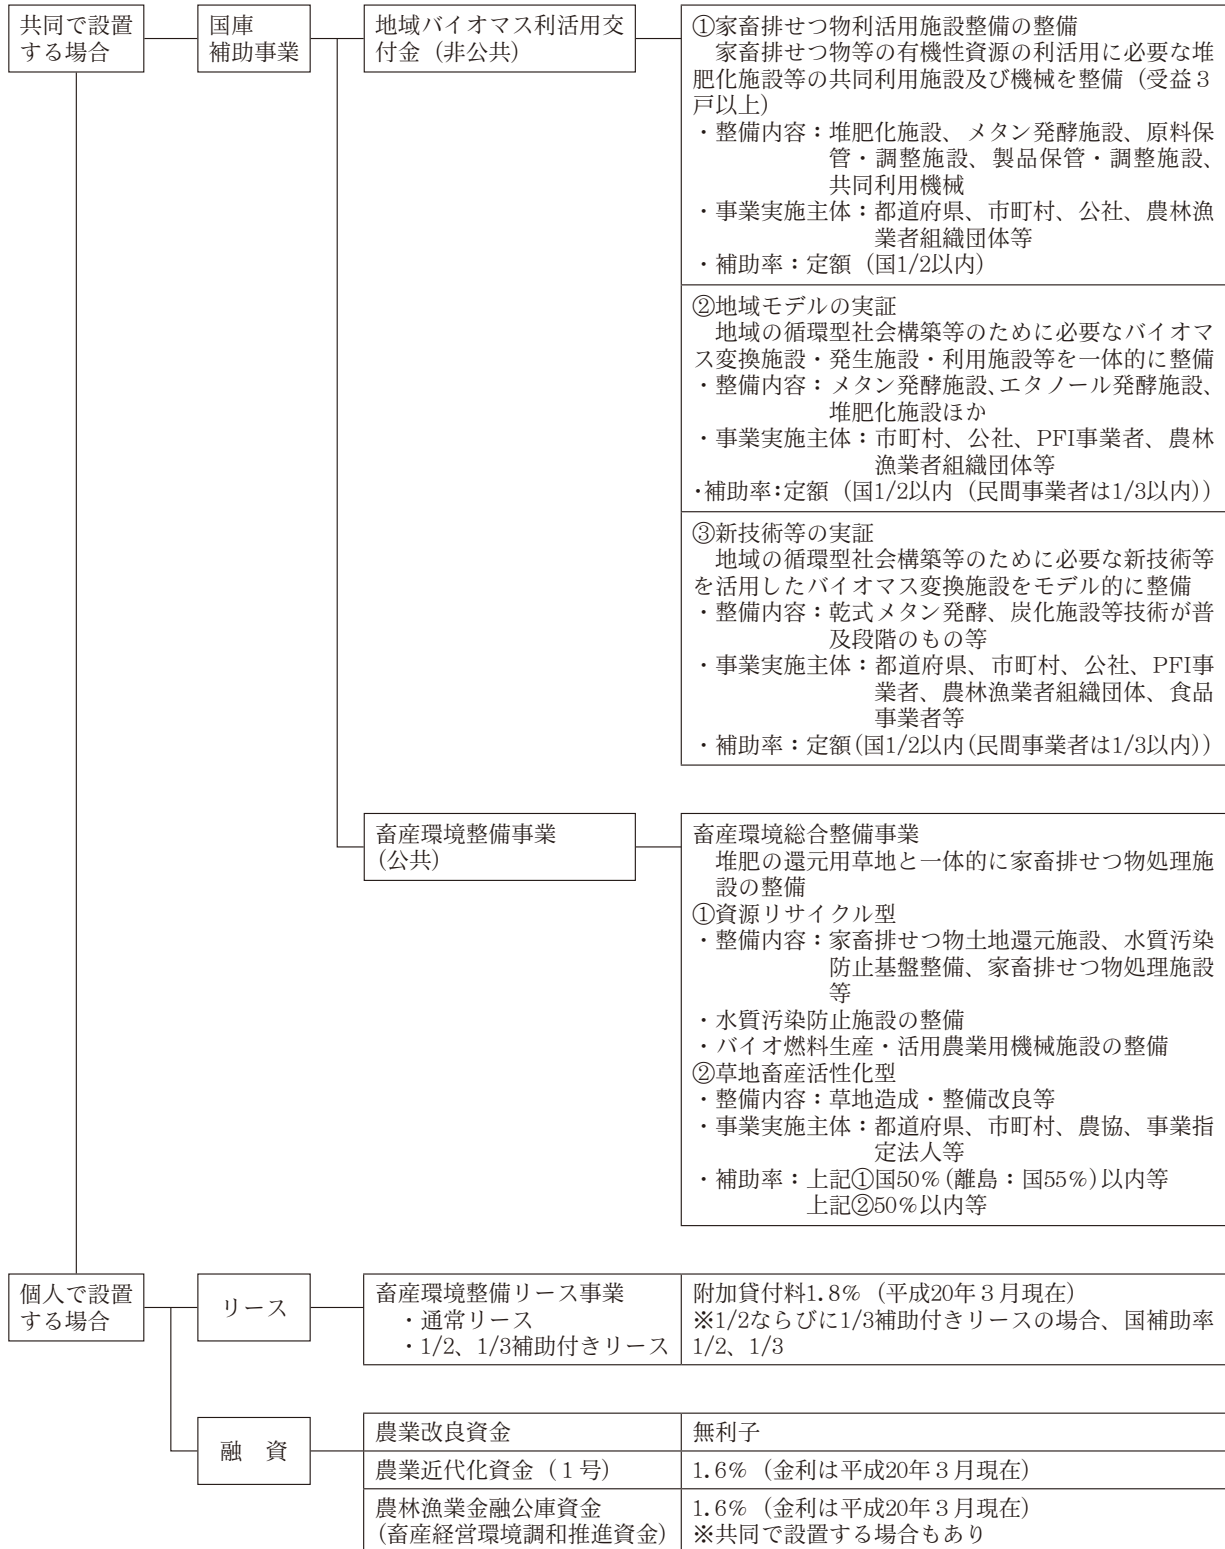 共同で設置
する場合
国庫
補助事業
地域バイオマス利活用交
付金（非公共）
①家畜排せつ物利活用施設整備の整備
家畜排せつ物等の有機性資源の利活用に必要な堆
肥化施設等の共同利用施設及び機械を整備（受益３
戸以上）
・整備内容：堆肥化施設、メタン発酵施設、原料保
管・調整施設、製品保管・調整施設、
共同利用機械
・事業実施主体：都道府県、市町村、公社、農林漁
業者組織団体等
・補助率：定額（国1/2以内）
②地域モデルの実証
地域の循環型社会構築等のために必要なバイオマ
ス変換施設・発生施設・利用施設等を一体的に整備
・整備内容：メタン発酵施設、エタノール発酵施設、
堆肥化施設ほか
・事業実施主体：市町村、公社、PFI事業者、農林
漁業者組織団体等
・補助率：定額（国1/2以内（民間事業者は1/3以内））
③新技術等の実証
地域の循環型社会構築等のために必要な新技術等
を活用したバイオマス変換施設をモデル的に整備
・整備内容：乾式メタン発酵、炭化施設等技術が普
及段階のもの等
・事業実施主体：都道府県、市町村、公社、PFI事
業者、農林漁業者組織団体、食品
事業者等
・補助率：定額（国1/2以内（民間事業者は1/3以内））
畜産環境整備事業
（公共）
畜産環境総合整備事業
堆肥の還元用草地と一体的に家畜排せつ物処理施
設の整備
①資源リサイクル型
・整備内容：家畜排せつ物土地還元施設、水質汚染
防止基盤整備、家畜排せつ物処理施設
等
・水質汚染防止施設の整備
・バイオ燃料生産・活用農業用機械施設の整備
②草地畜産活性化型
・整備内容：草地造成・整備改良等
・事業実施主体：都道府県、市町村、農協、事業指
定法人等
・補助率：上記①国50％（離島：国55％）以内等
上記②50％以内等
個人で設置
する場合
リース
畜産環境整備リース事業
・通常リース
・1/2、1/3補助付きリース
附加貸付料1.8％（平成20年３月現在）
※1/2ならびに1/3補助付きリースの場合、国補助率
1/2、1/3
融　資
農業改良資金
無利子
農業近代化資金（１号）
1.6％（金利は平成20年３月現在）
農林漁業金融公庫資金
（畜産経営環境調和推進資金）
1.6％（金利は平成20年３月現在）
※共同で設置する場合もあり